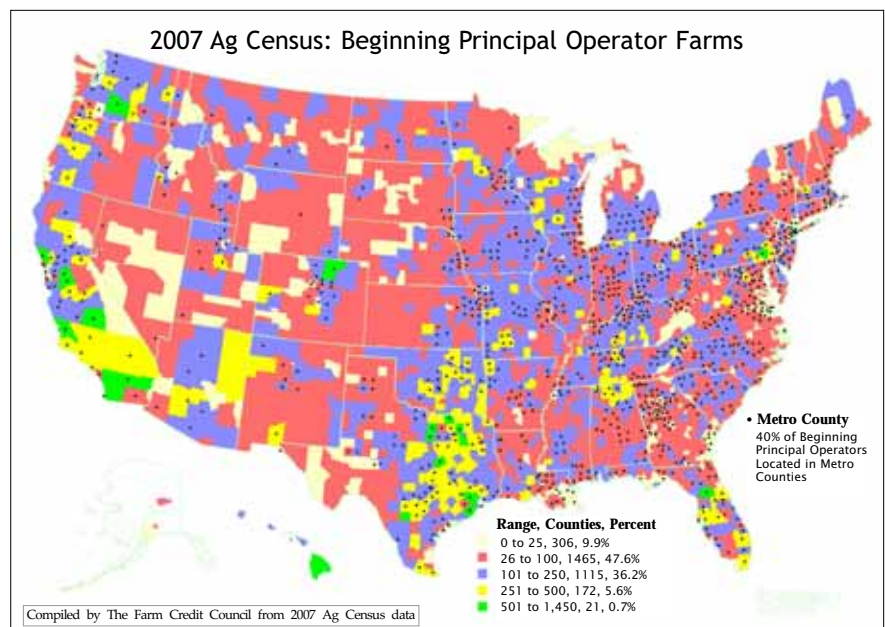 2007 Ag Census: Beginning Principal Operator Farms
• Metro County
40% of Beginning
Principal Operators
Located in Metro
Counties
Range, Counties, Percent
0 to 25, 306, 9.9%
26 to 100, 1465, 47.6%
101 to 250, 1115, 36.2%
251 to 500, 172, 5.6%
501 to 1,450, 21, 0.7%
Compiled by The Farm Credit Council from 2007 Ag Census data